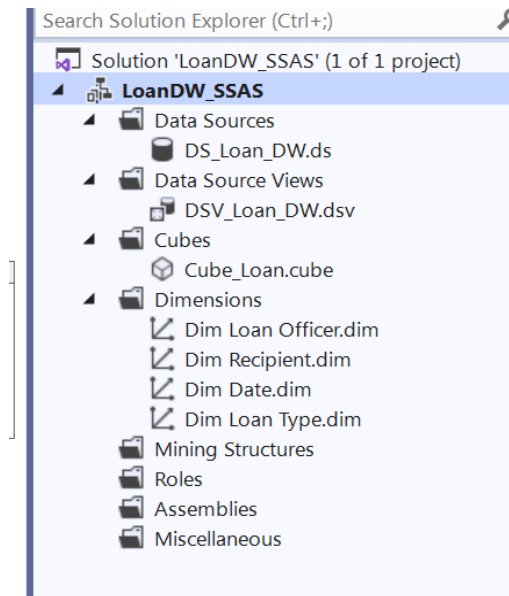 Search Solution Explorer (Ctrl+;)
Solution 'LoanDW_SSAS' (1 of 1 project)
LoanDW_SSAS
Data Sources
DS_Loan_DW.ds
Data Source Views
DSV_Loan_DW.dsv
Cubes
Cube_Loan.cube
Dimensions
Dim Loan Officer.dim
Dim Recipient.dim
Dim Date.dim
Dim Loan Type.dim
Mining Structures
Roles
Assemblies
Miscellaneous